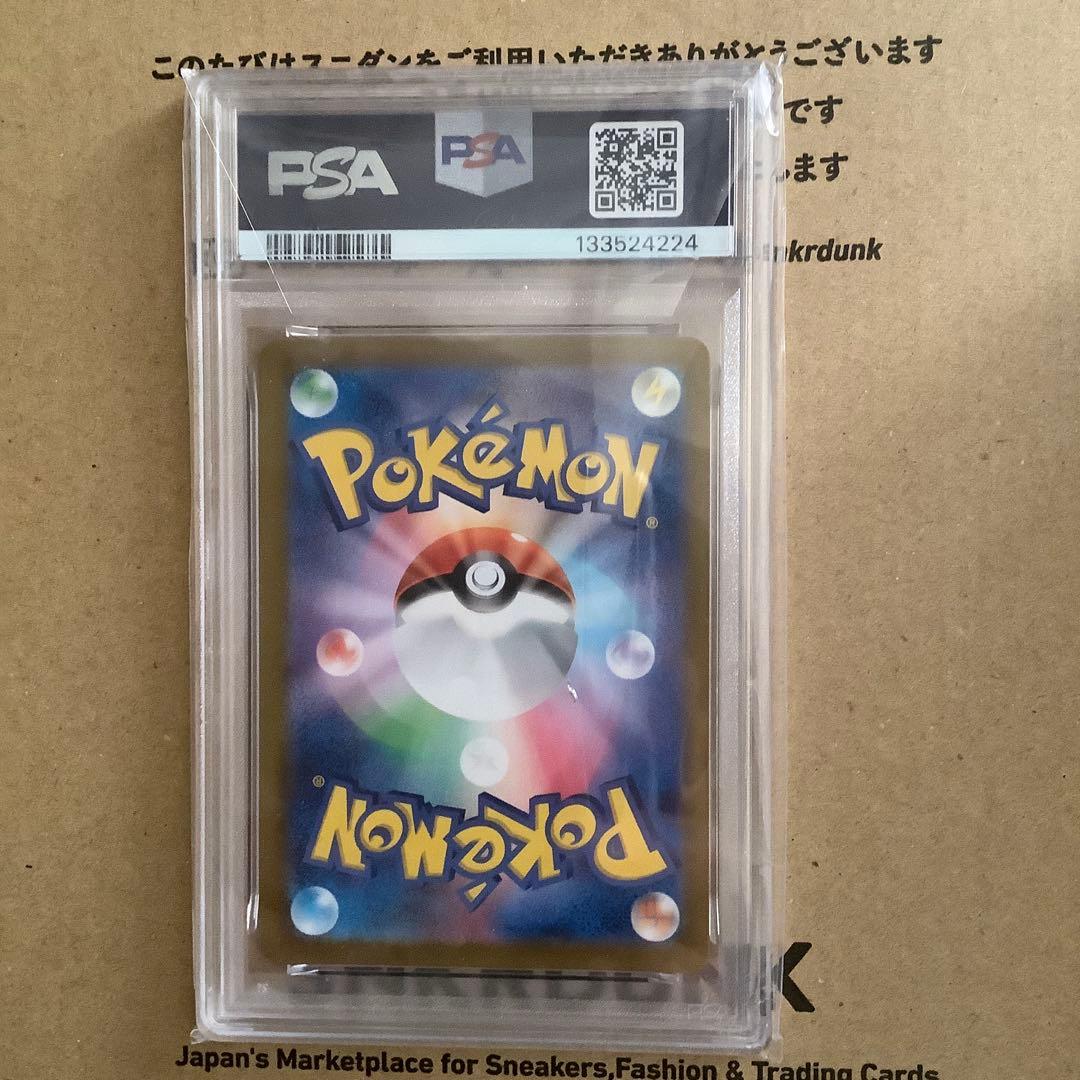 このたびはスニダンをご利用いただきありがとうございます
です
します
PSA
PSA
133524224
nkrdunk
POKéMON
®
®
POKéMON
SNKRDUNK
Japan's Marketplace for Sneakers,Fashion & Trading Cards